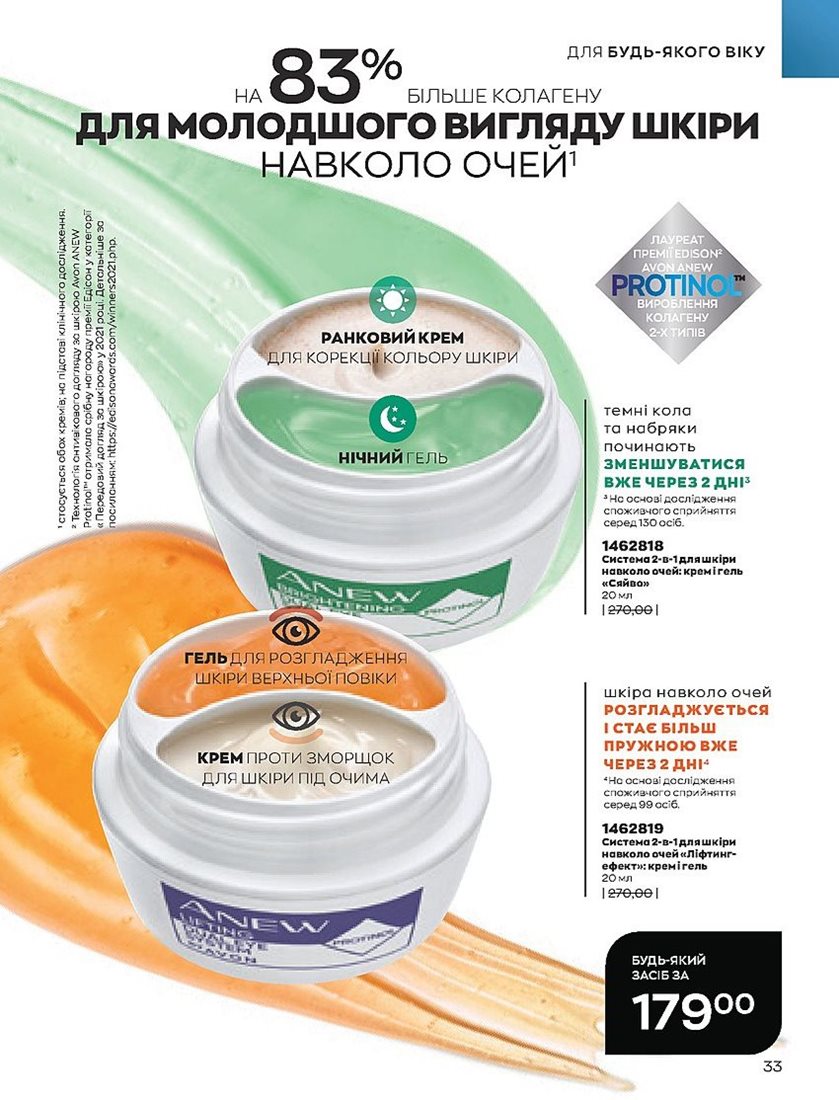 ДЛЯ БУДЬ-ЯКОГО ВІКУ
НА 83% БІЛЬШЕ КОЛАГЕНУ
ДЛЯ МОЛОДШОГО ВИГЛЯДУ ШКІРИ
НАВКОЛО ОЧЕЙ¹
¹ стосується обох кремів; на підставі клінічного дослідження.
² Технологія антивікового догляду за шкірою Avon ANEW
Protinol™ отримала срібну нагороду премії Едісон у категорії
«Передовий догляд за шкірою» у 2021 році. Детальніше за
посиланням: https://edisonawards.com/winners2021.php.
ЛАУРЕАТ
ПРЕМІЇ EDISON²
AVON ANEW
PROTINOL™
ВИРОБЛЕННЯ
КОЛАГЕНУ
2-Х ТИПІВ
РАНКОВИЙ КРЕМ
ДЛЯ КОРЕКЦІЇ КОЛЬОРУ ШКІРИ
НІЧНИЙ ГЕЛЬ
ANEW
BRIGHTENING
DUAL EYE
PROTINOL
темні кола
та набряки
починають
ЗМЕНШУВАТИСЯ
ВЖЕ ЧЕРЕЗ 2 ДНІ³
³ На основі дослідження
споживчого сприйняття
серед 130 осіб.
1462818
Система 2-в-1 для шкіри
навколо очей: крем і гель
«Сяйво»
20 мл
| 270,00 |
ГЕЛЬ ДЛЯ РОЗГЛАДЖЕННЯ
ШКІРИ ВЕРХНЬОЇ ПОВІКИ
КРЕМ ПРОТИ ЗМОРЩОК
ДЛЯ ШКІРИ ПІД ОЧИМА
ANEW
LIFTING
DUAL EYE
SYSTEM
AVON
PROTINOL
шкіра навколо очей
РОЗГЛАДЖУЄТЬСЯ
І СТАЄ БІЛЬШ
ПРУЖНОЮ ВЖЕ
ЧЕРЕЗ 2 ДНІ⁴
⁴На основі дослідження
споживчого сприйняття
серед 99 осіб.
1462819
Система 2-в-1 для шкіри
навколо очей «Ліфтинг-
ефект»: крем і гель
20 мл
| 270,00 |
БУДЬ-ЯКИЙ
ЗАСІБ ЗА
179⁰⁰
33